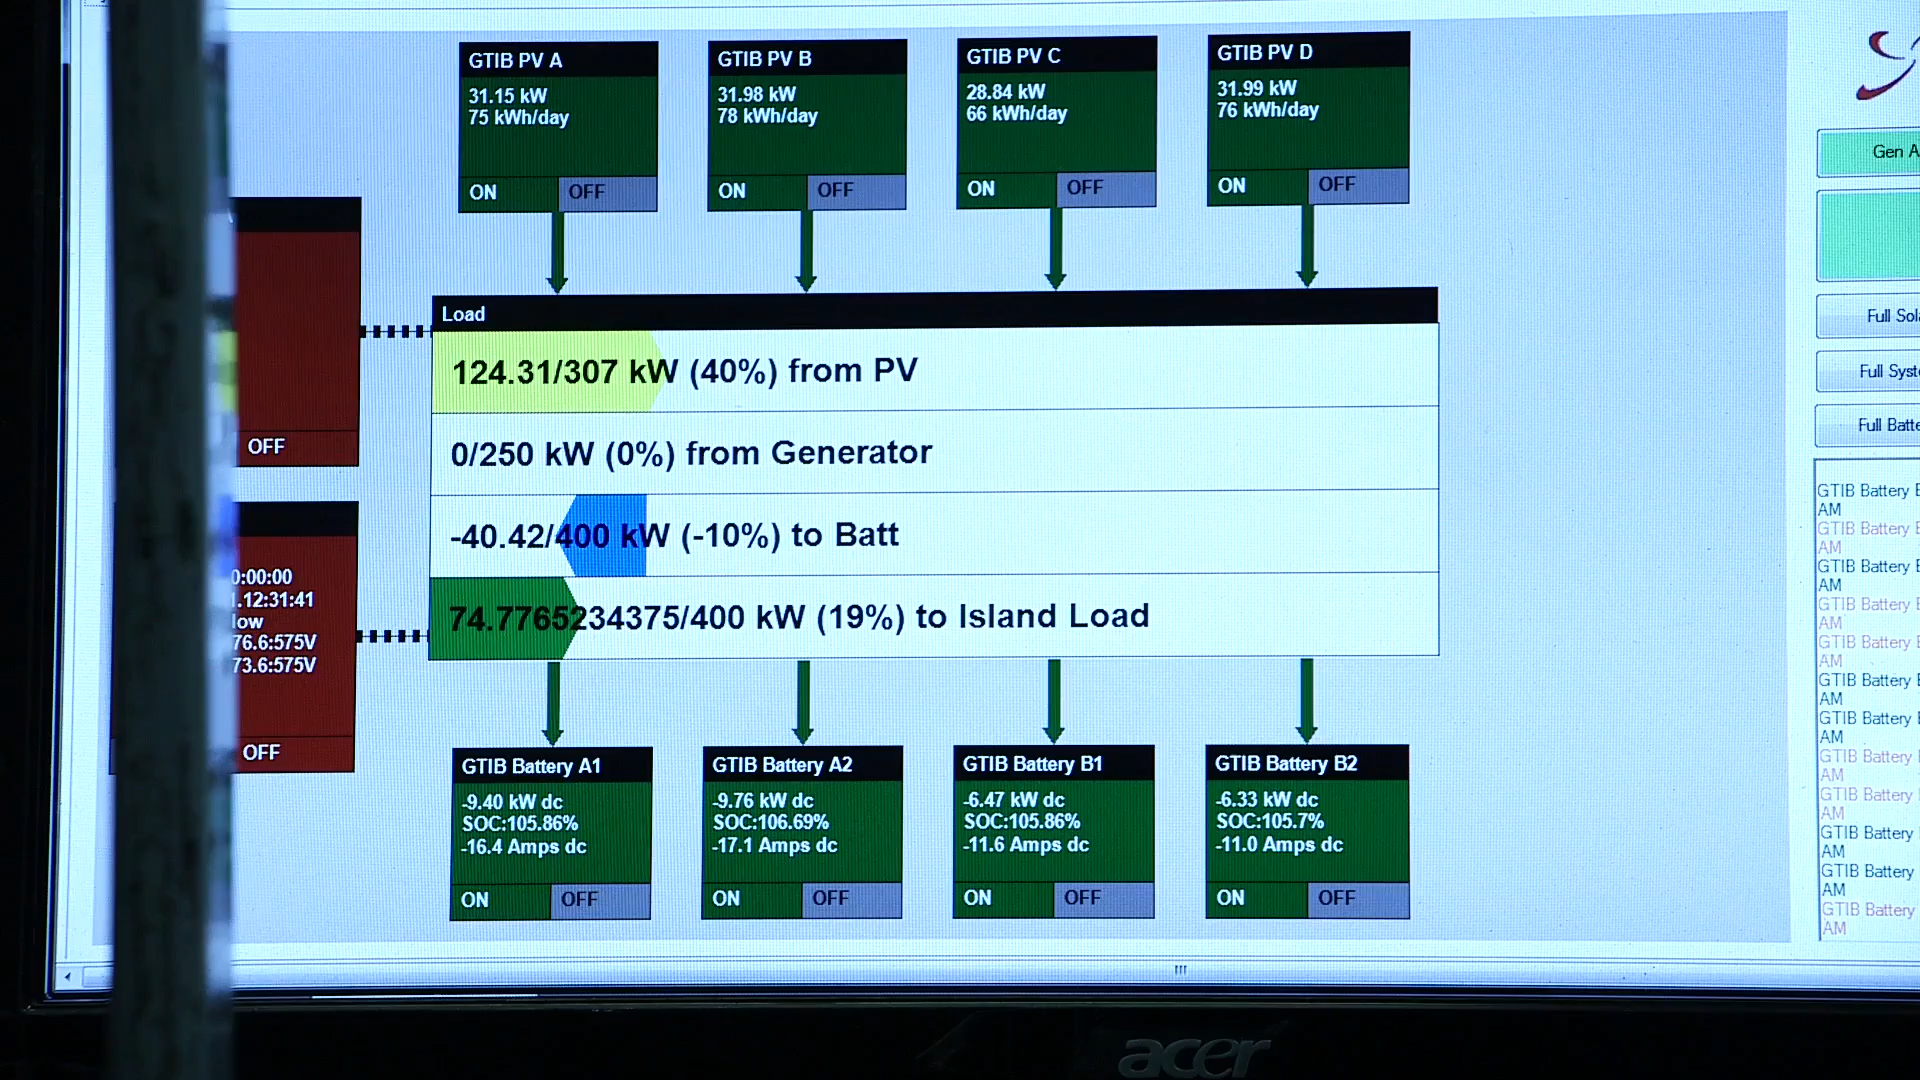 GTIB PV A
31.15 kW
75 kWh/day
ON OFF
GTIB PV B
31.98 kW
78 kWh/day
ON OFF
GTIB PV C
28.84 kW
66 kWh/day
ON OFF
GTIB PV D
31.99 kW
76 kWh/day
ON OFF
OFF
:00:00
12:31:41
76.6:575V
73.6:575V
OFF
Load
124.31/307 kW (40%) from PV
0/250 kW (0%) from Generator
-40.42/400 kW (-10%) to Batt
74.7765234375/400 kW (19%) to Island Load
GTIB Battery A1
-9.40 kW dc
SOC:105.86%
-16.4 Amps dc
ON OFF
GTIB Battery A2
-9.76 kW dc
SOC:106.69%
-17.1 Amps dc
ON OFF
GTIB Battery B1
-6.47 kW dc
SOC:105.86%
-11.6 Amps dc
ON OFF
GTIB Battery B2
-6.33 kW dc
SOC:105.7%
-11.0 Amps dc
ON OFF
Gen
Full
Full
Full
GTIB Battery
AM
GTIB Battery
AM
GTIB Battery
AM
GTIB Battery
AM
GTIB Battery
AM
GTIB Battery
AM
GTIB Battery
AM
GTIB Battery
AM
GTIB Battery
AM
GTIB Battery
AM
GTIB Battery
AM
GTIB Battery
AM
acer